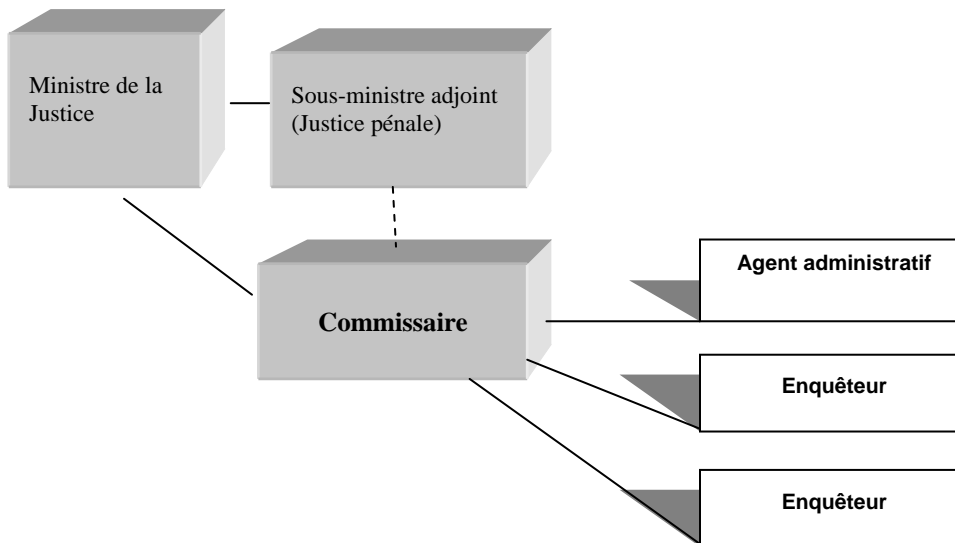 Ministre de la
Justice
Sous-ministre adjoint
(Justice pénale)
Agent administratif
Commissaire
Enquêteur
Enquêteur